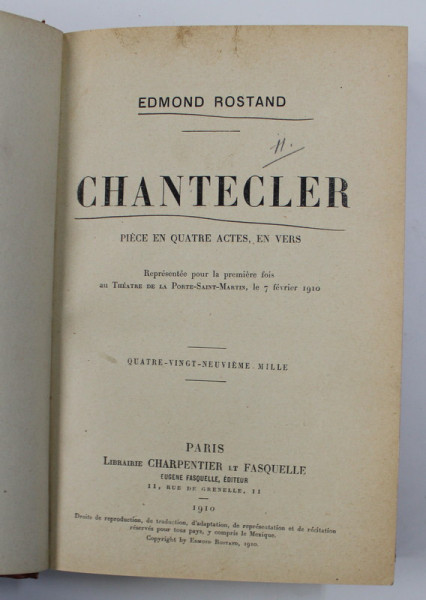 EDMOND ROSTAND
11.
CHANTECLER
PIÈCE EN QUATRE ACTES, EN VERS
Représentée pour la première fois
au THÉATRE DE LA PORTE-SAINT-MARTIN, le 7 février 1910
QUATRE-VINGT-NEUVIÈME MILLE
PARIS
LIBRAIRIE CHARPENTIER ET FASQUELLE
EUGÈNE FASQUELLE, ÉDITEUR
11, RUE DE GRENELLE, 11
1910
Droits de reproduction, de traduction, d'adaptation, de représentation et de récitation
réservés pour tous pays, y compris le Mexique.
Copyright by EDMOND ROSTAND, 1910.